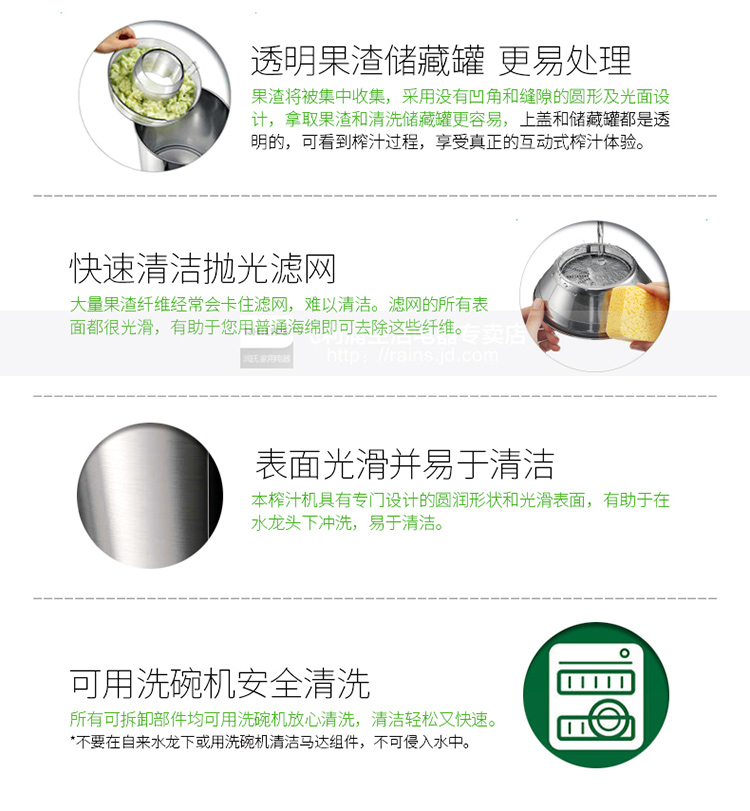 透明果渣储藏罐 更易处理
果渣将被集中收集，采用没有凹角和缝隙的圆形及光面设
计，拿取果渣和清洗储藏罐更容易，上盖和储藏罐都是透
明的，可看到榨汁过程，享受真正的互动式榨汁体验。
快速清洁抛光滤网
大量果渣纤维经常会卡住滤网，难以清洁。滤网的所有表
面都很光滑，有助于您用普通海绵即可去除这些纤维。
利浦生活电器专卖店
http://rains.jd.com
表面光滑并易于清洁
本榨汁机具有专门设计的圆润形状和光滑表面，有助于在
水龙头下冲洗，易于清洁。
可用洗碗机安全清洗
所有可拆卸部件均可用洗碗机放心清洗，清洁轻松又快速。
*不要在自来水龙下或用洗碗机清洁马达组件，不可侵入水中。